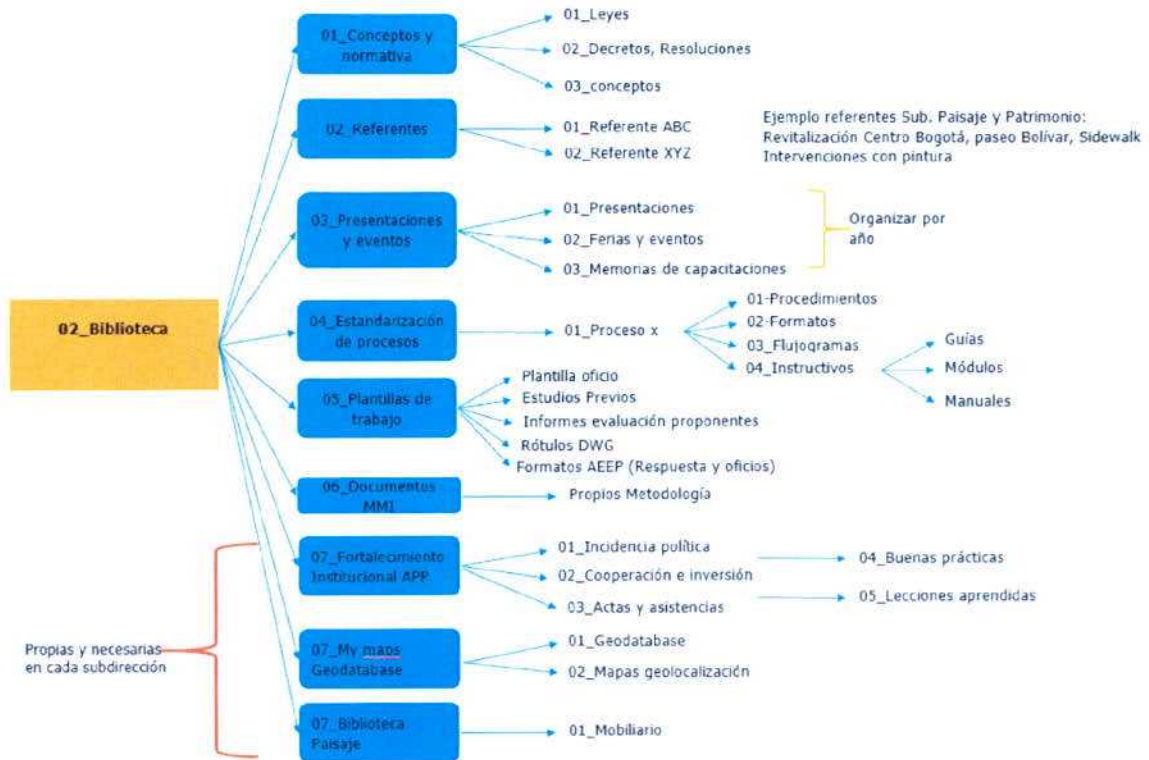 02_Biblioteca
01_Conceptos y
normativa
01_Leyes
02_Decretos, Resoluciones
03_conceptos
02_Referentes
01_Referente ABC
02_Referente XYZ
Ejemplo referentes Sub. Paisaje y Patrimonio:
Revitalización Centro Bogotá, paseo Bolívar, Sidewalk
Intervenciones con pintura
03_Presentaciones
y eventos
01_Presentaciones
02_Ferias y eventos
03_Memorias de capacitaciones
Organizar por
año
04_Estandarización
de procesos
01_Proceso x
01-Procedimientos
02-Formatos
03_Flujogramas
04_Instructivos
Guías
Módulos
Manuales
05_Plantillas de
trabajo
Plantilla oficio
Estudios Previos
Informes evaluación proponentes
Rótulos DWG
Formatos AEEP (Respuesta y oficios)
06_Documentos
MMI
Propios Metodología
Propias y necesarias
en cada subdirección
07_Fortalecimiento
Institucional APP
01_Incidencia política
02_Cooperación e inversión
03_Actas y asistencias
04_Buenas prácticas
05_Lecciones aprendidas
07_My maps
Geodatabase
01_Geodatabase
02_Mapas geolocalización
07_Biblioteca
Paisaje
01_Mobiliario